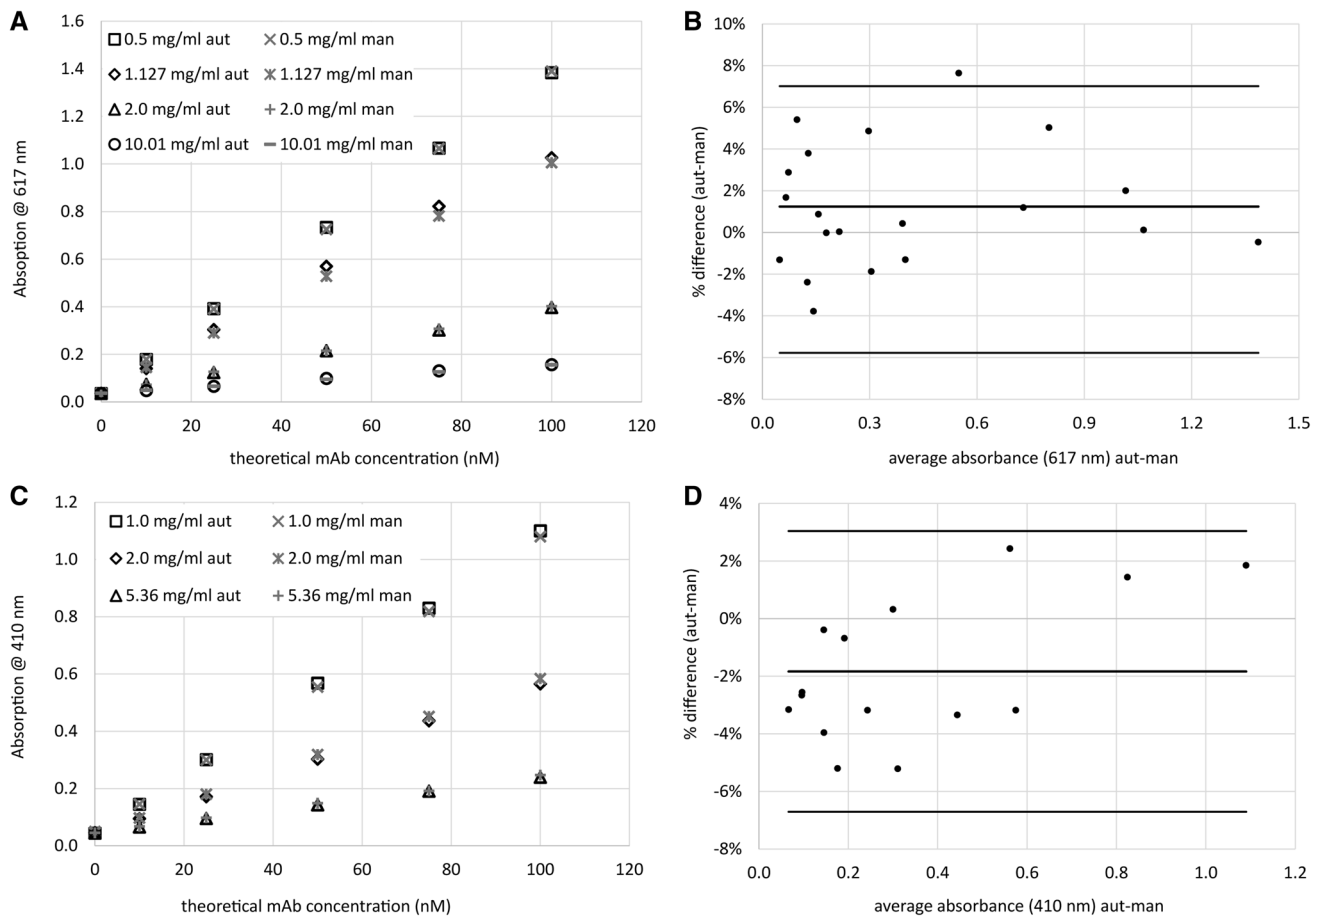 A
1.6
1.4
1.2
1.0
0.8
0.6
0.4
0.2
0.0
Absoption @ 617 nm
0.5 mg/ml aut 0.5 mg/ml man
1.127 mg/ml aut 1.127 mg/ml man
2.0 mg/ml aut 2.0 mg/ml man
10.01 mg/ml aut 10.01 mg/ml man
0 20 40 60 80 100 120
theoretical mAb concentration (nM)
B
10%
8%
6%
4%
2%
0%
-2%
-4%
-6%
-8%
% difference (aut-man)
0.0 0.3 0.6 0.9 1.2 1.5
average absorbance (617 nm) aut-man
C
1.2
1.0
0.8
0.6
0.4
0.2
0.0
Absorption @ 410 nm
1.0 mg/ml aut 1.0 mg/ml man
2.0 mg/ml aut 2.0 mg/ml man
5.36 mg/ml aut 5.36 mg/ml man
0 20 40 60 80 100 120
theoretical mAb concentration (nM)
D
4%
2%
0%
-2%
-4%
-6%
-8%
% difference (aut-man)
0.0 0.2 0.4 0.6 0.8 1.0 1.2
average absorbance (410 nm) aut-man